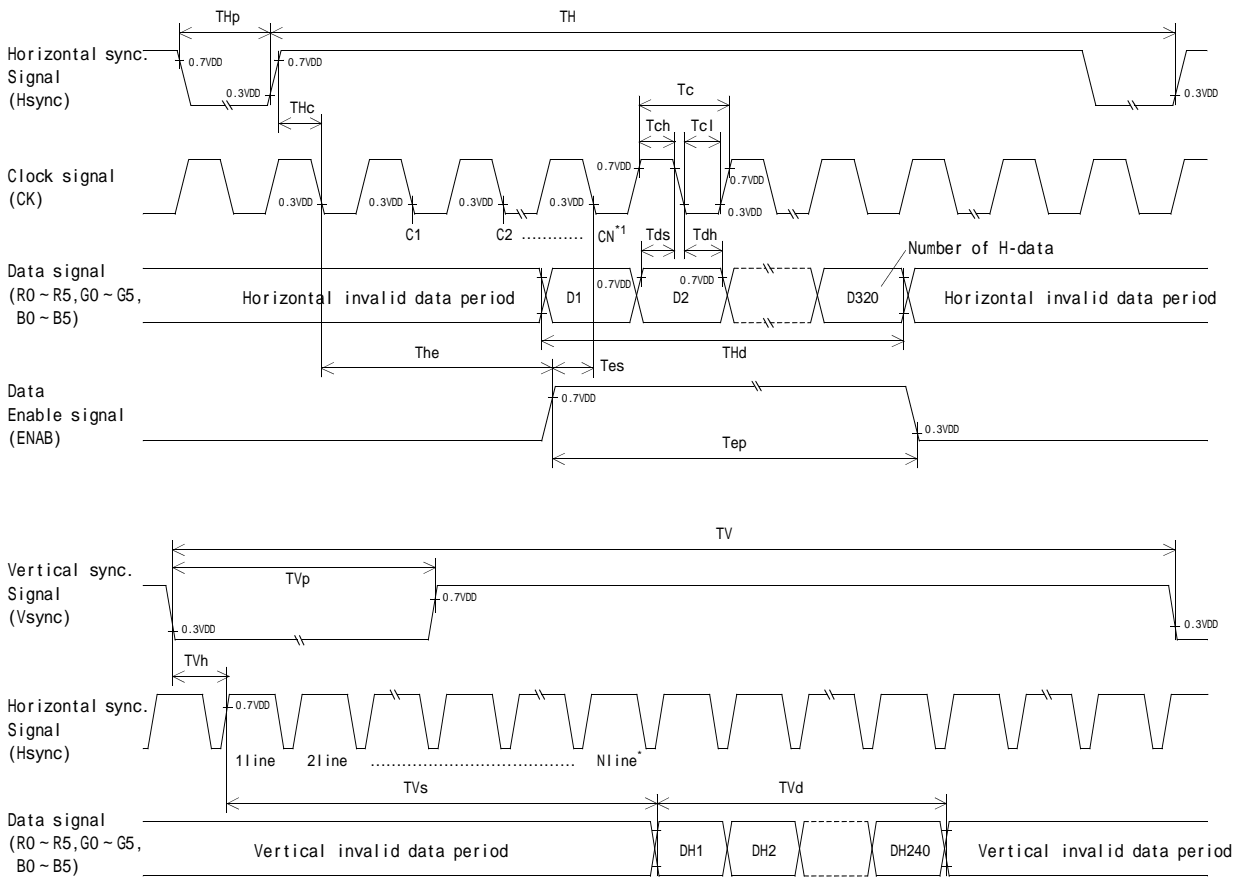 THp TH
Horizontal sync.
Signal
(Hsync)
0.7VDD 0.7VDD
0.3VDD 0.3VDD
THc Tc
Tch Tcl
Clock signal
(CK)
0.7VDD 0.7VDD
0.3VDD 0.3VDD 0.3VDD 0.3VDD 0.3VDD
C1 C2 ............ CN*1 Tds Tdh
Number of H-data
Data signal
(R0~R5,G0~G5,
B0~B5)
0.7VDD 0.7VDD
Horizontal invalid data period D1 D2 D320 Horizontal invalid data period
The Tes THd
Data
Enable signal
(ENAB)
0.7VDD
0.3VDD
Tep
TV
Vertical sync.
Signal
(Vsync)
TVp
0.7VDD
0.3VDD 0.3VDD
TVh
Horizontal sync.
Signal
(Hsync)
0.7VDD
1line 2line ........................................ Nline*
TVs TVd
Data signal
(R0~R5,G0~G5,
B0~B5)
Vertical invalid data period DH1 DH2 DH240 Vertical invalid data period